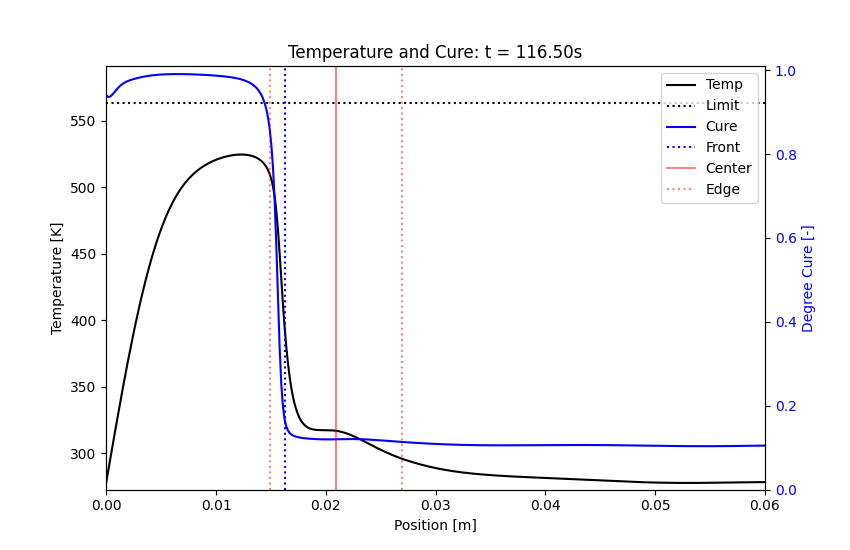 Temperature and Cure: t = 116.50s
Temp
Limit
Cure
Front
Center
Edge
Temperature [K]
550
500
450
400
350
300
Degree Cure [-]
1.0
0.8
0.6
0.4
0.2
0.0
0.00
0.01
0.02
0.03
0.04
0.05
0.06
Position [m]